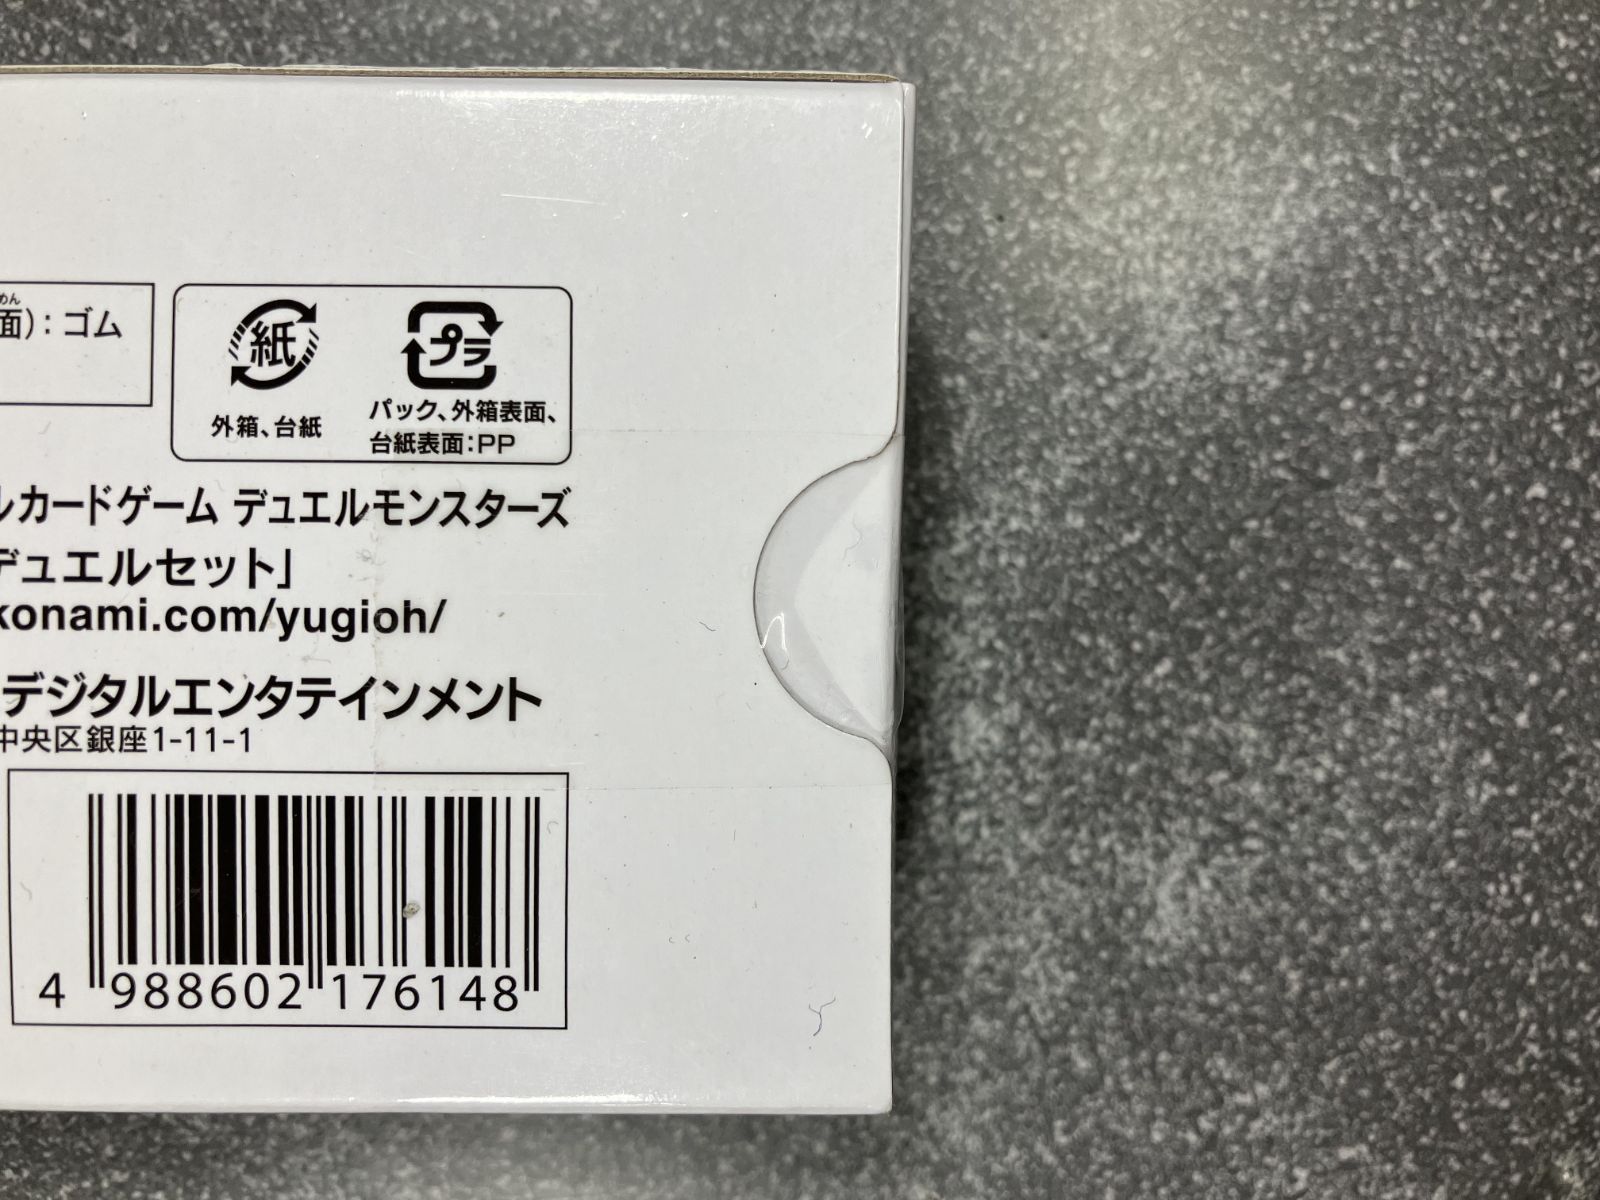 めん
面）：ゴム
紙
プラ
外箱、台紙
パック、外箱表面、
台紙表面：PP
ルカードゲーム デュエルモンスターズ
デュエルセット」
konami.com/yugioh/
デジタルエンタテインメント
中央区銀座1-11-1
4 988602 176148